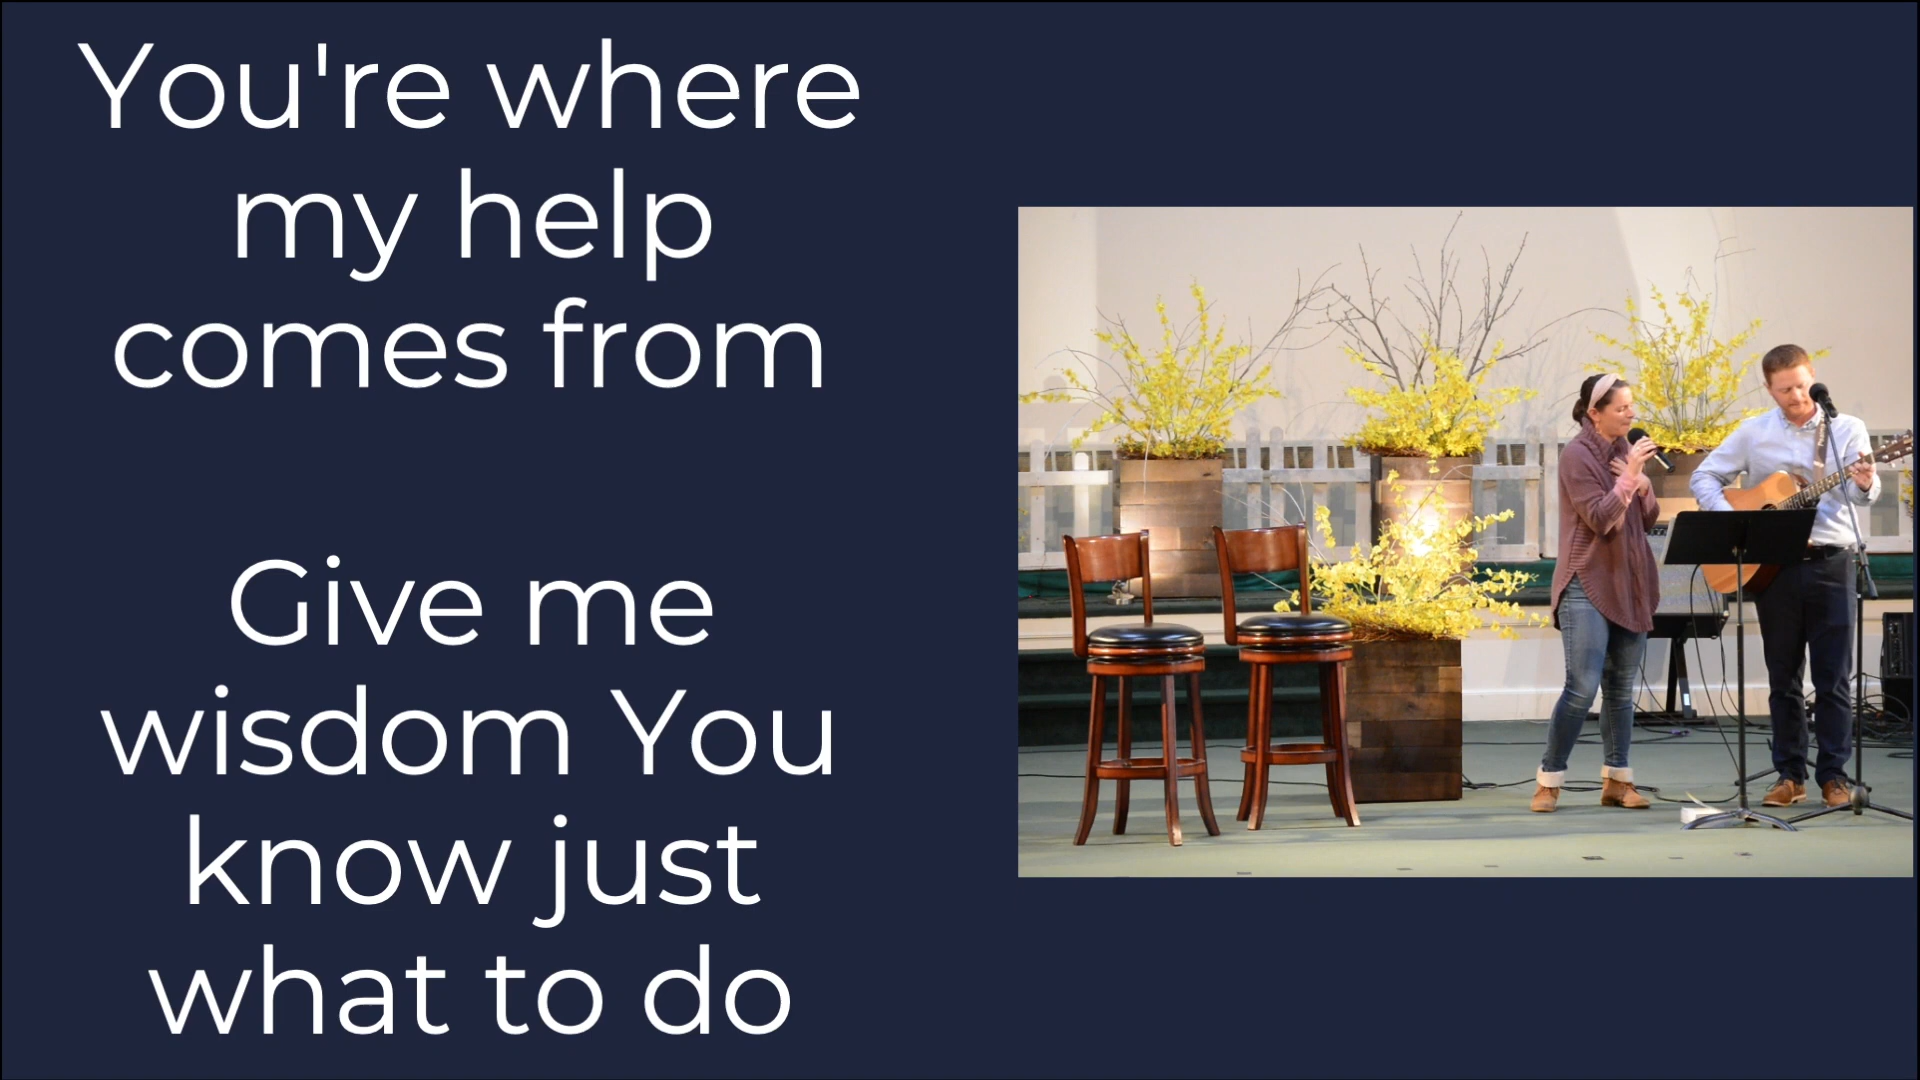 You're where
my help
comes from
Give me
wisdom You
know just
what to do